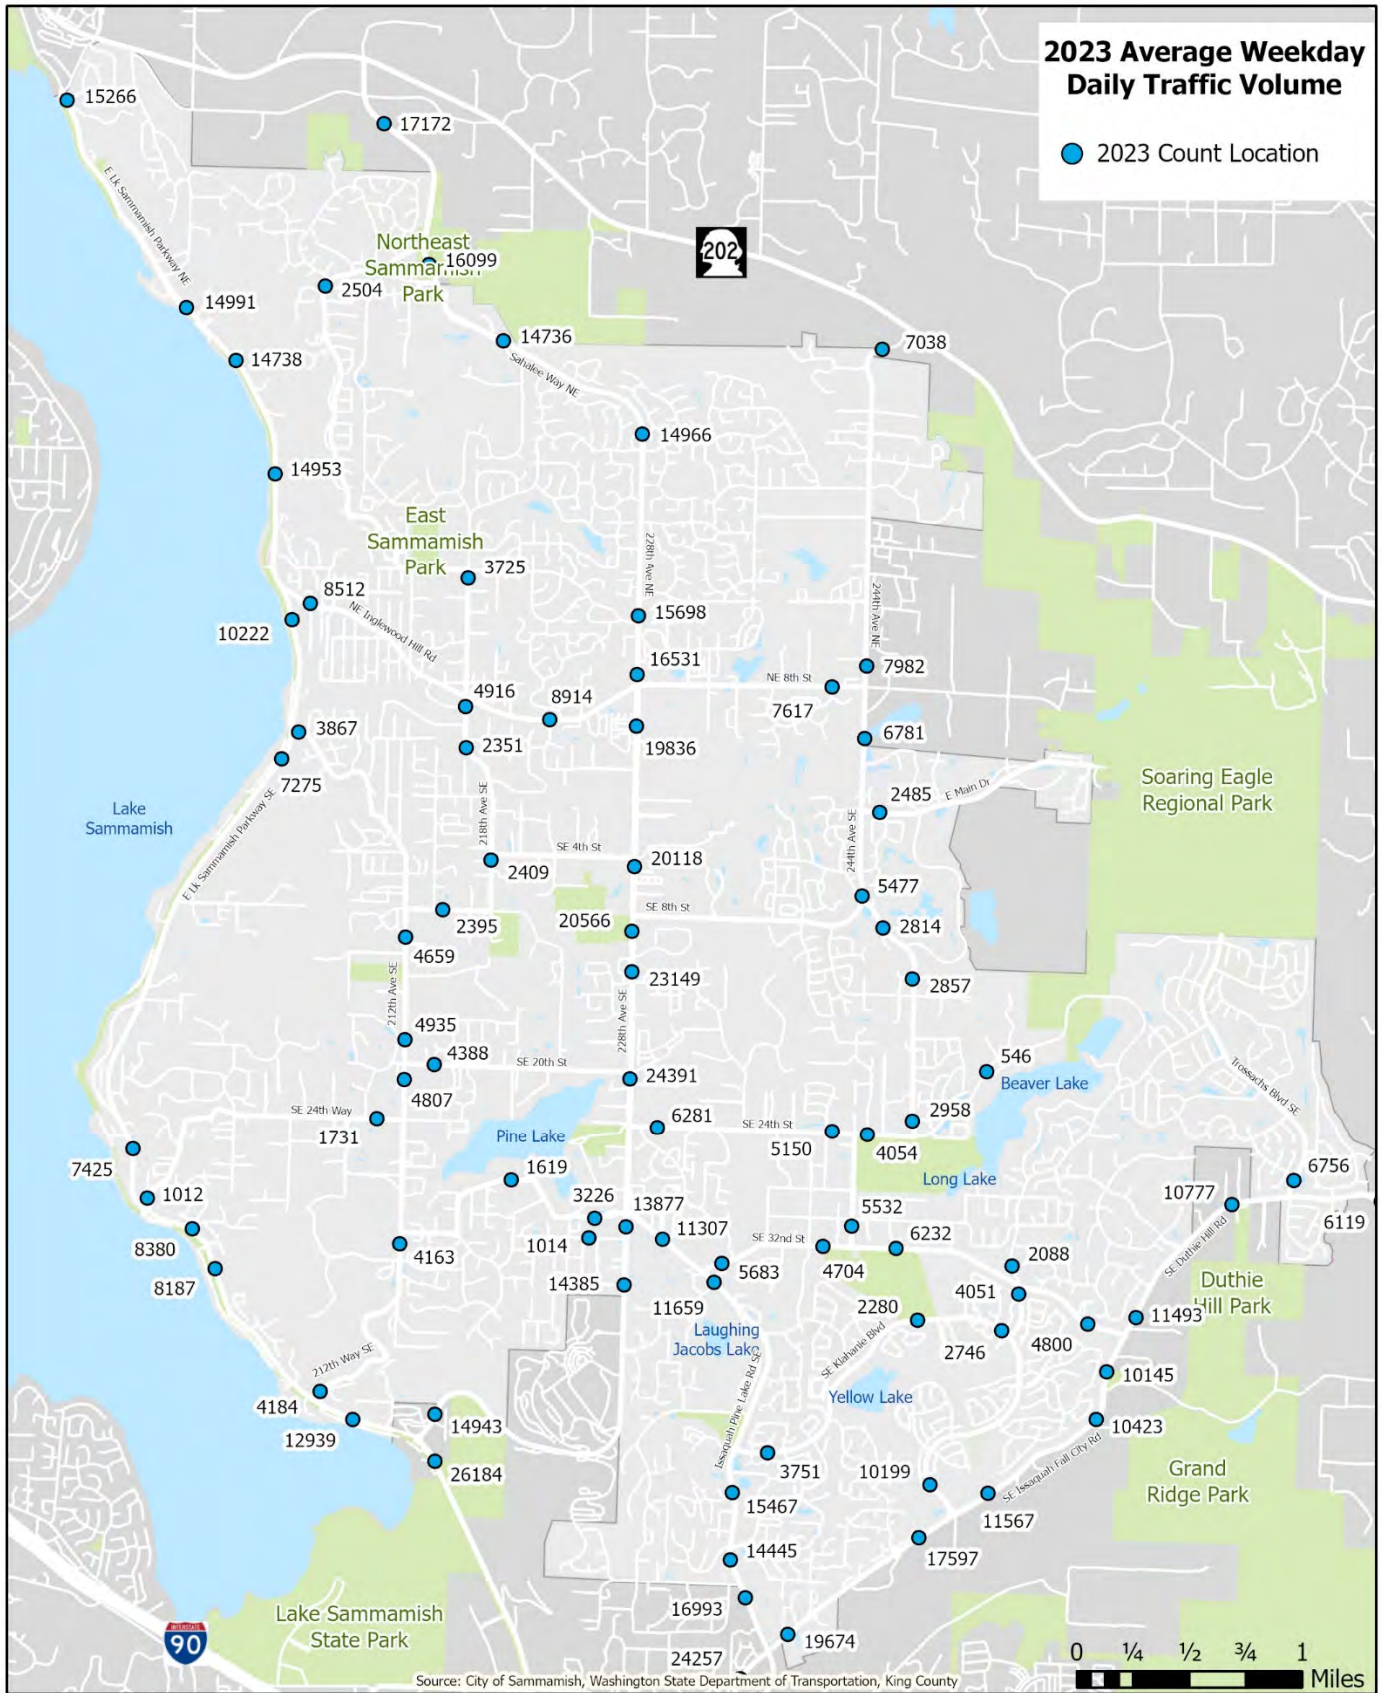 2023 Average Weekday
Daily Traffic Volume
2023 Count Location
15266
17172
E Lk Sammamish Parkway NE
Northeast
Sammamish
Park
16099
202
2504
14991
14736
7038
14738
Sahalee Way NE
14966
14953
East
Sammamish
Park
228th Ave NE
3725
8512
NE Inglewood Hill Rd
244th Ave NE
10222
15698
16531
7982
NE 8th St
4916
8914
7617
3867
2351
19836
6781
7275
Soaring Eagle
Regional Park
Lake
Sammamish
E Main Dr
2485
218th Ave SE
E Lk Sammamish Parkway SE
244th Ave SE
SE 4th St
2409
20118
5477
SE 8th St
2395
20566
2814
4659
23149
2857
212th Ave SE
228th Ave SE
4935
4388
SE 20th St
546
Beaver Lake
24391
Trossachs Blvd SE
4807
SE 24th Way
1731
6281
SE 24th St
2958
Pine Lake
5150
4054
7425
1619
Long Lake
6756
1012
3226
13877
10777
5532
6119
8380
1014
11307
SE 32nd St
6232
SE Duthie Hill Rd
4163
4704
2088
8187
14385
5683
4051
Duthie
Hill Park
11659
2280
11493
Laughing
Jacobs Lake
SE Klahanie Blvd
2746
4800
212th Way SE
10145
Yellow Lake
4184
14943
12939
10423
Issaquah Pine Lake Rd SE
26184
3751
10199
SE Issaquah Fall City Rd
Grand
Ridge Park
15467
11567
17597
14445
16993
Lake Sammamish
State Park
INTERSTATE
90
19674
24257
0 ¼ ½ ¾ 1
Miles
Source: City of Sammamish, Washington State Department of Transportation, King County